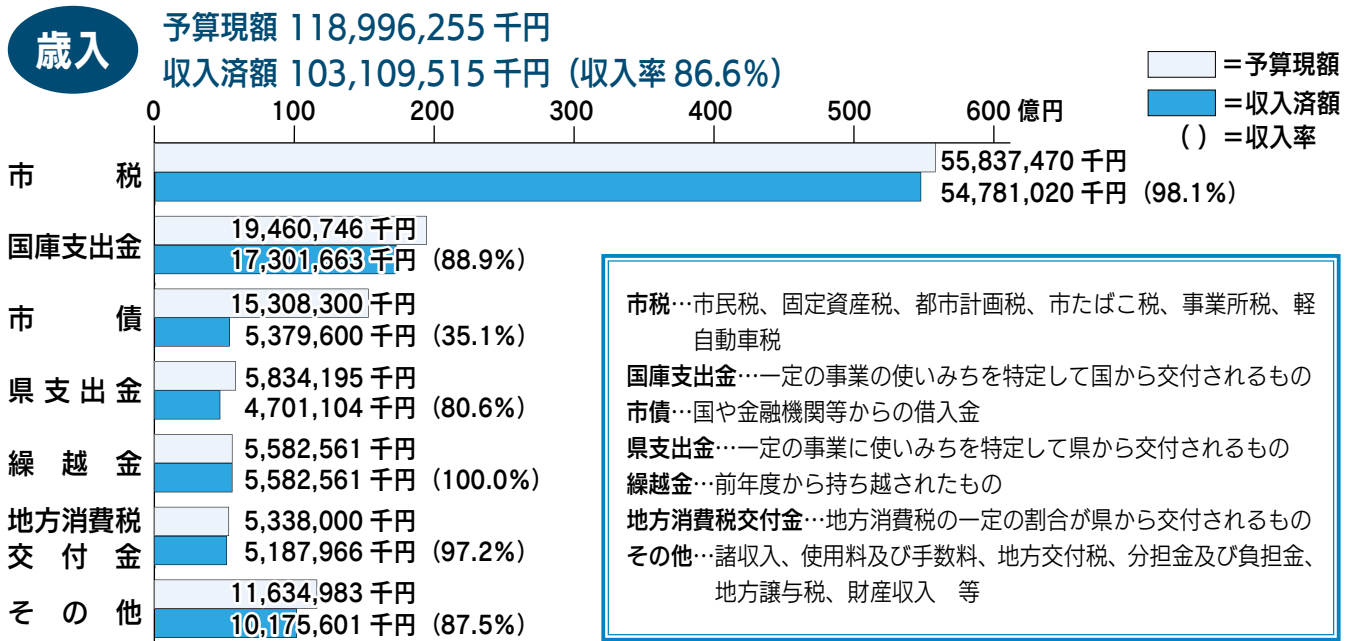 歳入
予算現額 118,996,255 千円
収入済額 103,109,515 千円（収入率 86.6%）
＝予算現額
＝収入済額
( ) ＝収入率
0 100 200 300 400 500 600 億円
市税
55,837,470 千円
54,781,020 千円（98.1%）
国庫支出金
19,460,746 千円
17,301,663 千円（88.9%）
市債
15,308,300 千円
5,379,600 千円（35.1%）
県支出金
5,834,195 千円
4,701,104 千円（80.6%）
繰越金
5,582,561 千円
5,582,561 千円（100.0%）
地方消費税
交付金
5,338,000 千円
5,187,966 千円（97.2%）
その他
11,634,983 千円
10,175,601 千円（87.5%）
市税…市民税、固定資産税、都市計画税、市たばこ税、事業所税、軽
自動車税
国庫支出金…一定の事業の使いみちを特定して国から交付されるもの
市債…国や金融機関等からの借入金
県支出金…一定の事業に使いみちを特定して県から交付されるもの
繰越金…前年度から持ち越されたもの
地方消費税交付金…地方消費税の一定の割合が県から交付されるもの
その他…諸収入、使用料及び手数料、地方交付税、分担金及び負担金、
地方譲与税、財産収入　等